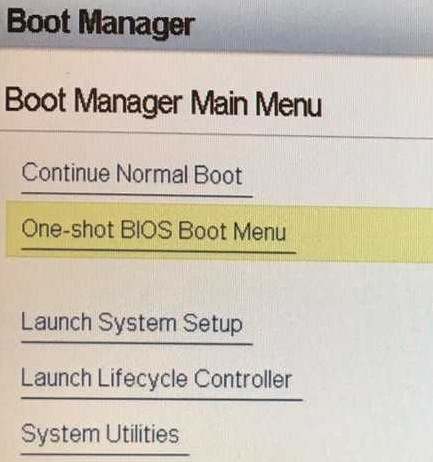 Boot Manager
Boot Manager Main Menu
Continue Normal Boot
One-shot BIOS Boot Menu
Launch System Setup
Launch Lifecycle Controller
System Utilities